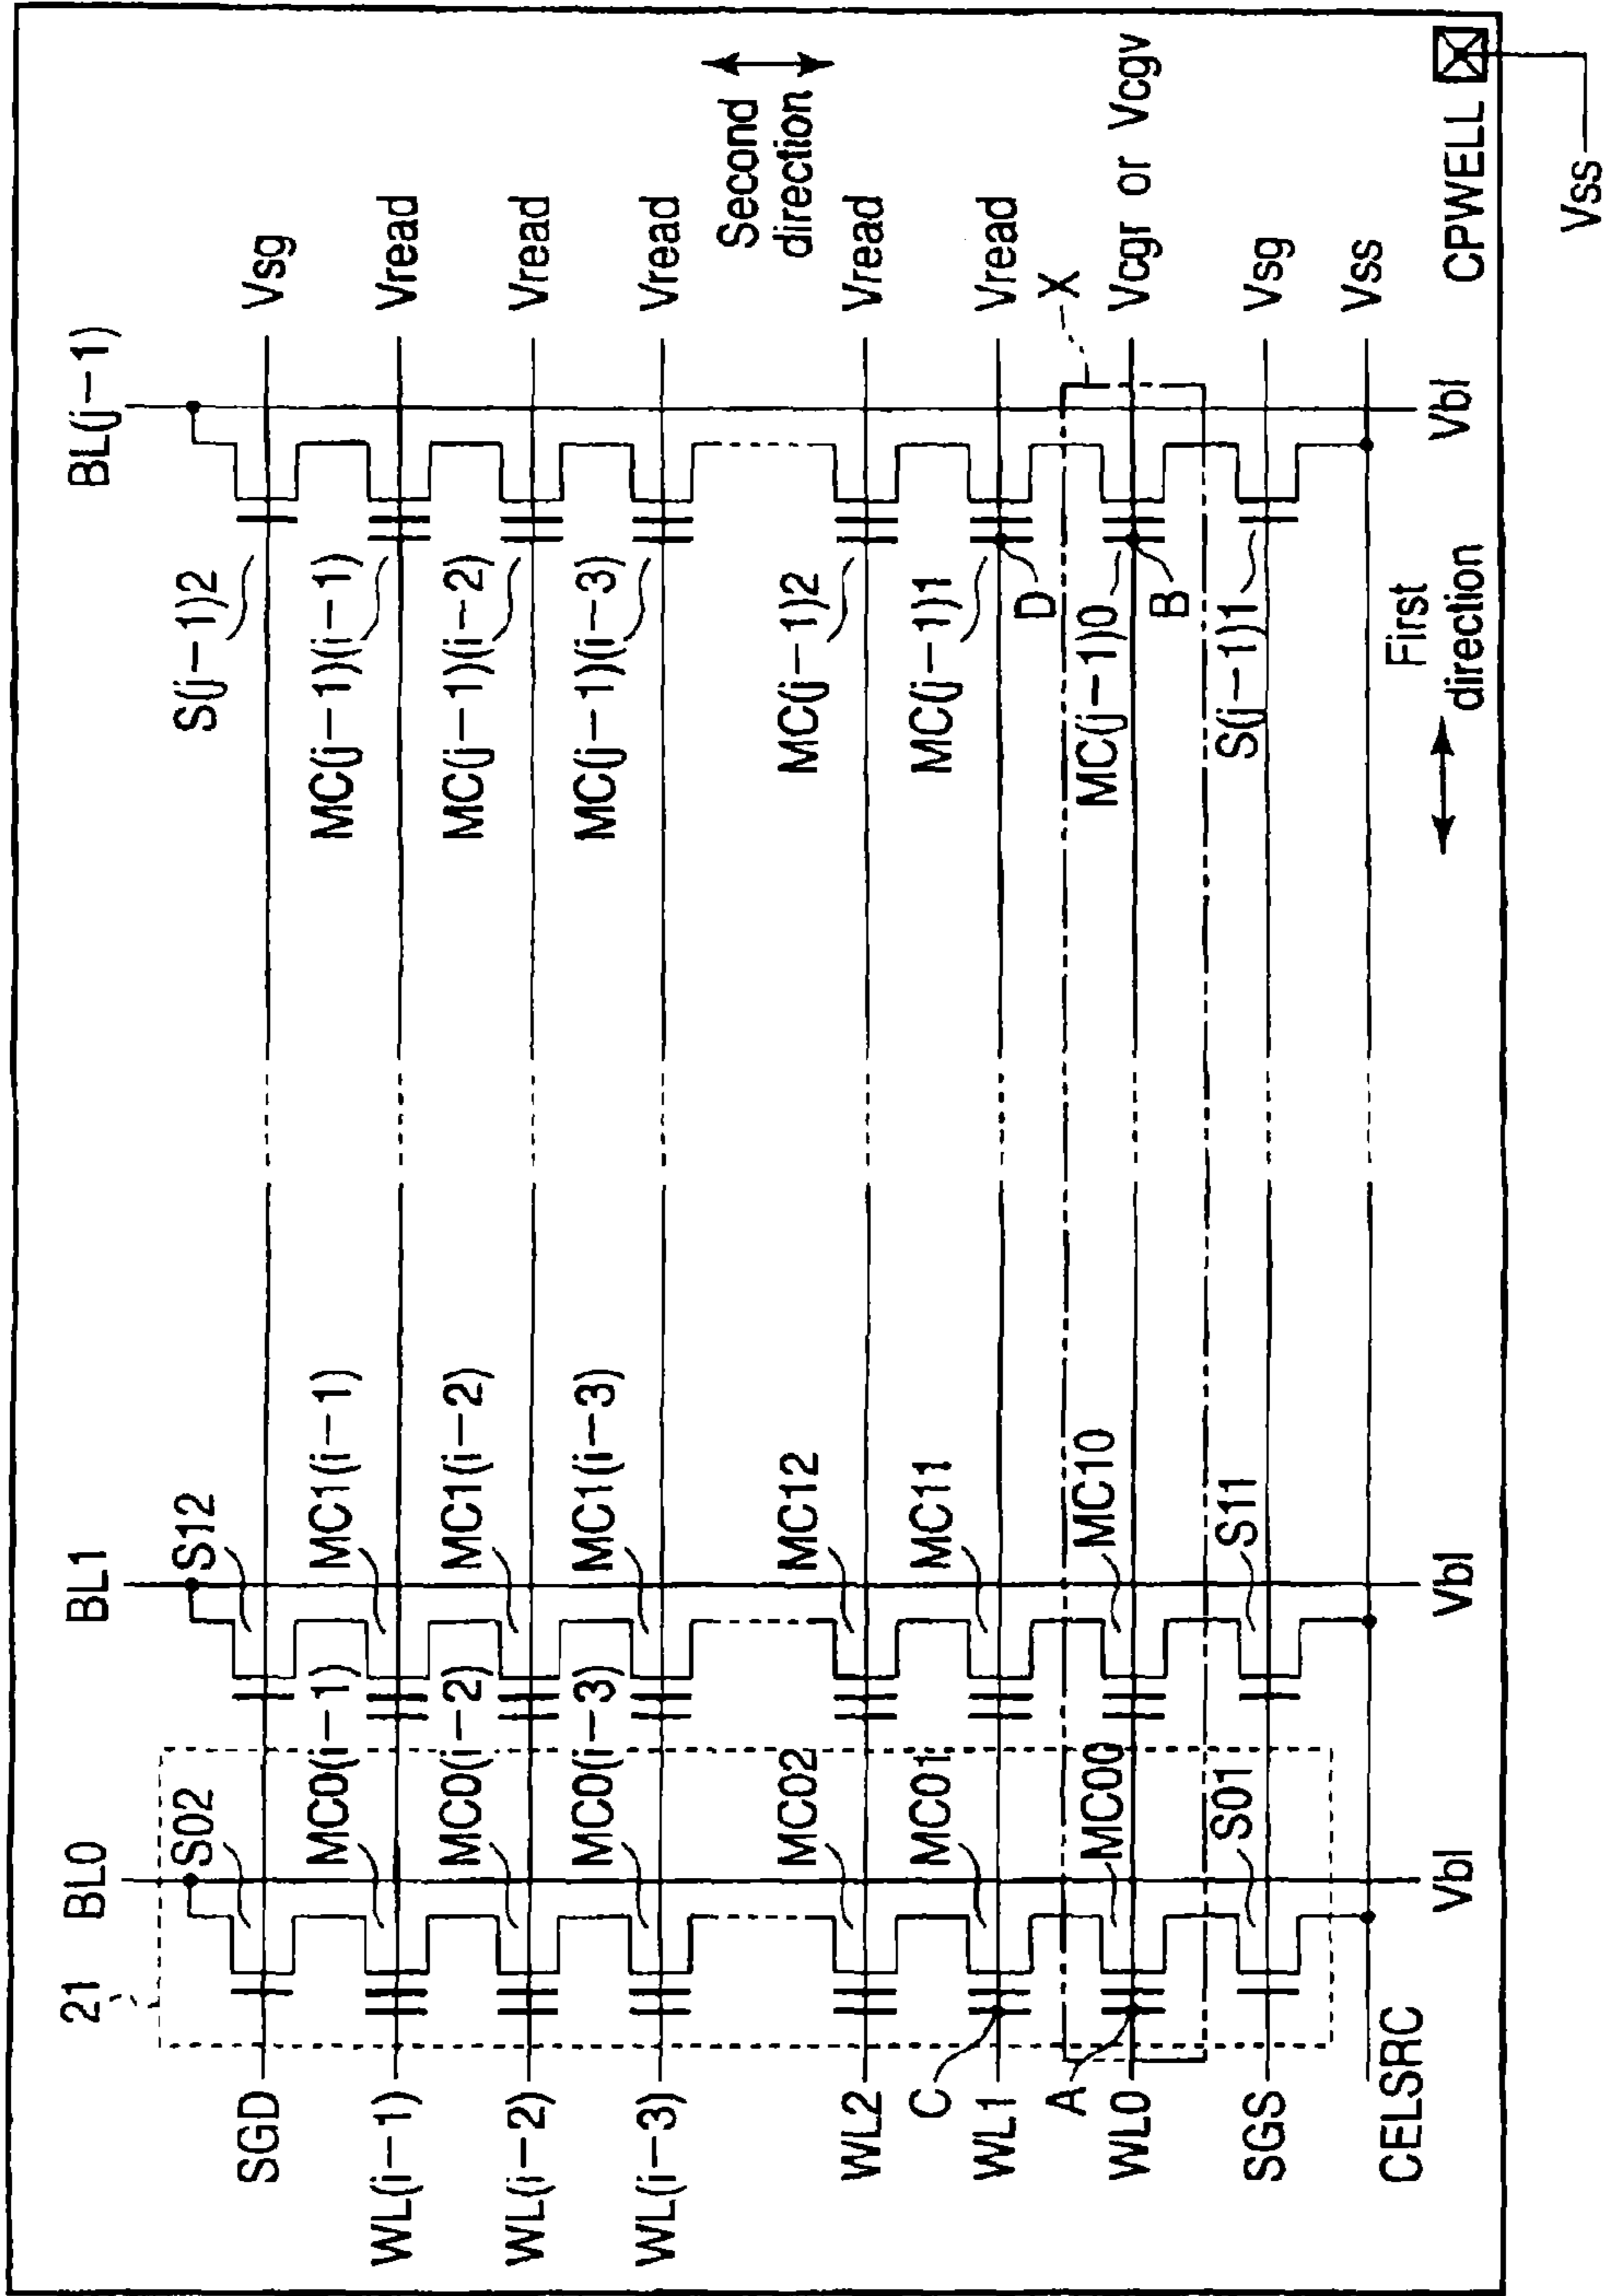 BL0
BL1
BL(j-1)
21
SGD
S02
S12
S(j-1)2
Vsg
WL(i-1)
MC0(i-1)
MC1(i-1)
MC(j-1)(i-1)
Vread
WL(i-2)
MC0(i-2)
MC1(i-2)
MC(j-1)(i-2)
Vread
WL(i-3)
MC0(i-3)
MC1(i-3)
MC(j-1)(i-3)
Vread
Second
direction
WL2
MC02
MC12
MC(j-1)2
Vread
C
WL1
MC01
MC11
MC(j-1)1
D
Vread
X
A
WL0
MC00
MC10
MC(j-1)0
B
Vcgr or Vcgv
SGS
S01
S11
S(j-1)1
Vsg
CELSRC
Vss
Vbl
Vbl
Vbl
First
direction
CPWELL
Vss